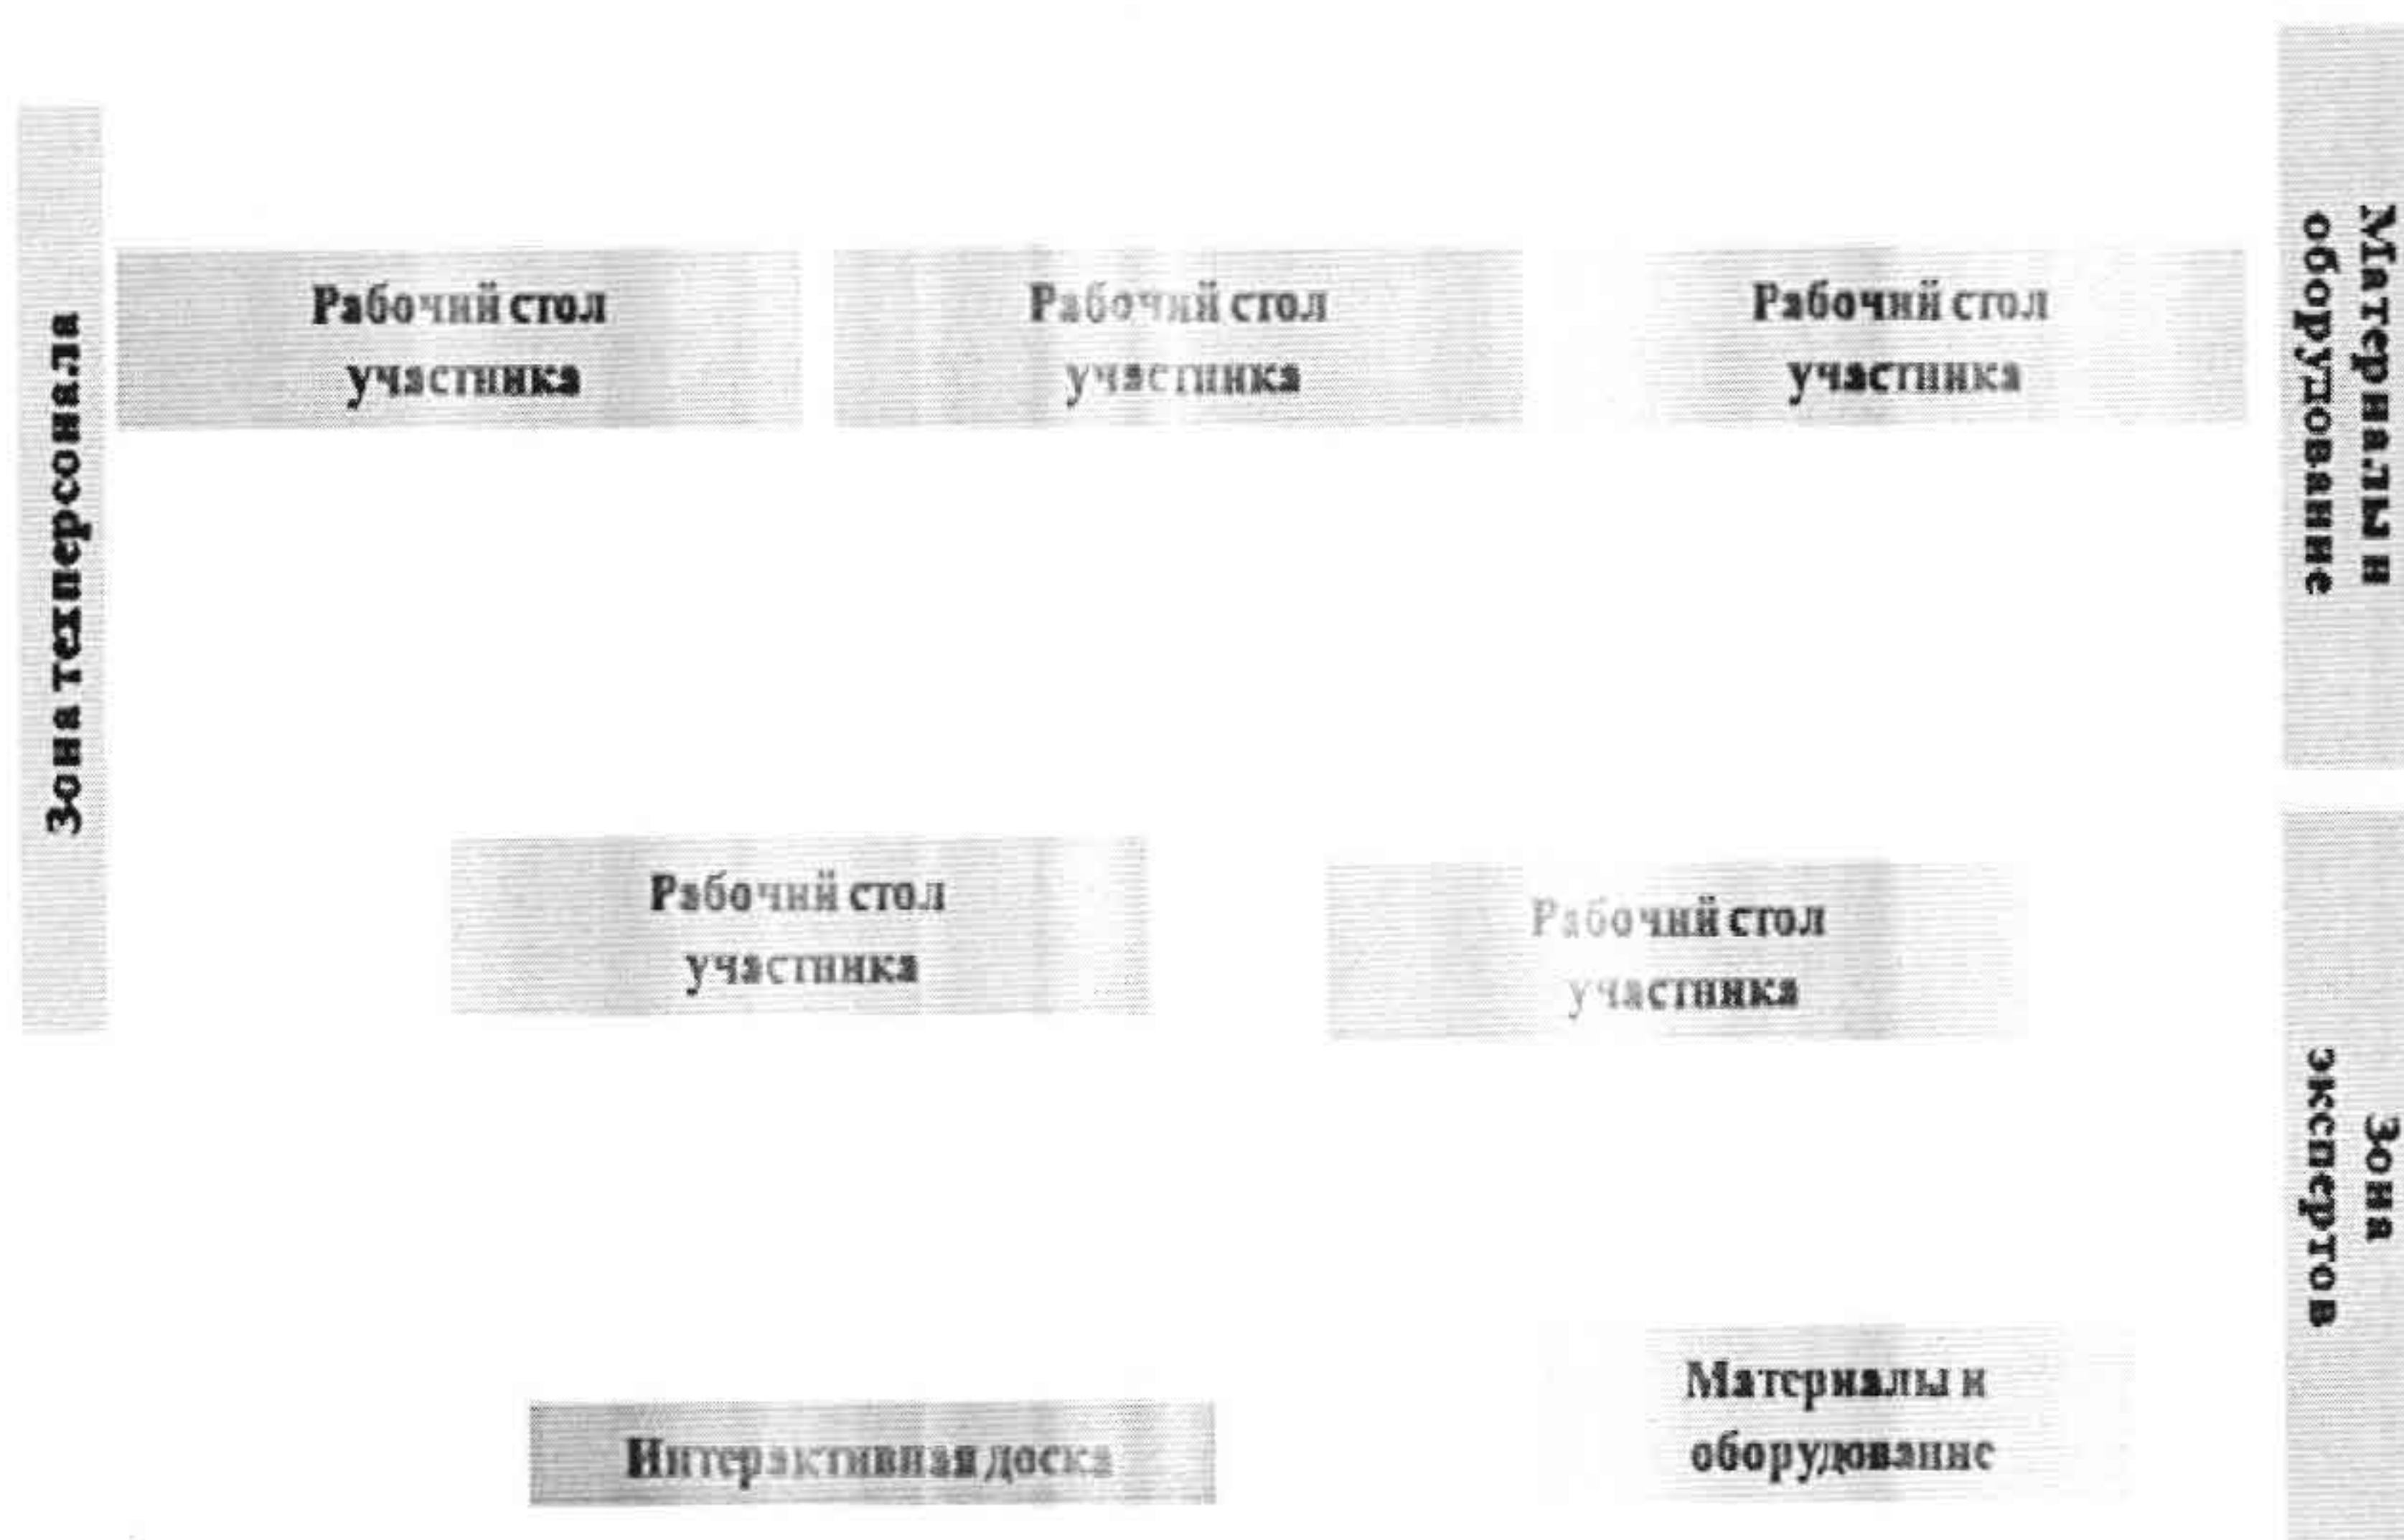 Зона техперсонала
Рабочий стол
участника
Рабочий стол
участника
Рабочий стол
участника
Материалы и
оборудование
Рабочий стол
участника
Рабочий стол
участника
Зона
экспертов
Интерактивная доска
Материалы и
оборудование